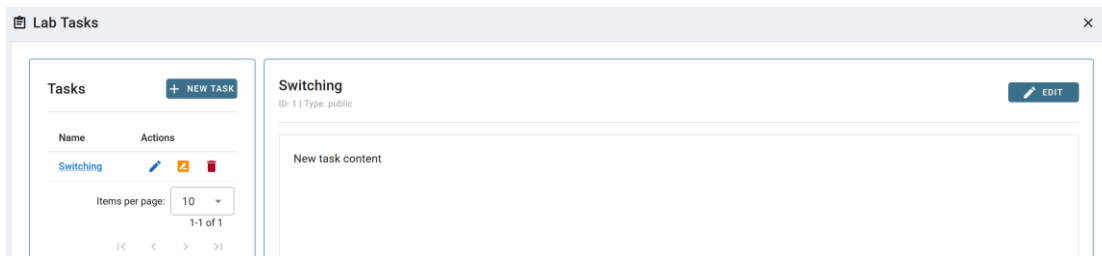 Lab Tasks
Tasks
NEW TASK
Name Actions
Switching
Items per page: 10
1-1 of 1
Switching
ID: 1 | Type: public
EDIT
New task content